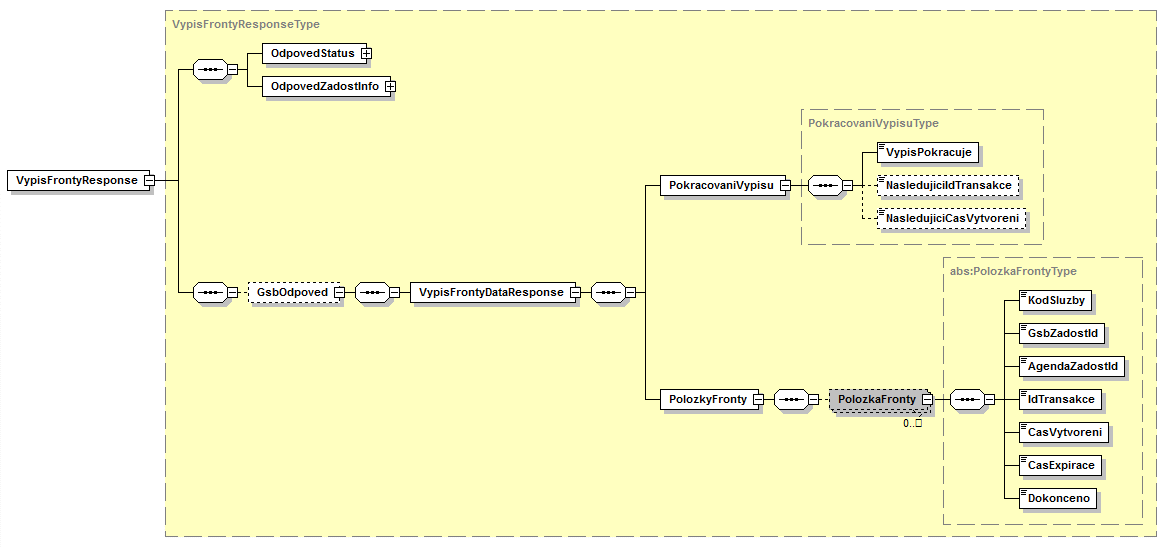 VypisFrontyResponseType
OdpovedStatus
OdpovedZadostInfo
PokracovaniVypisuType
VypisPokracuje
VypisFrontyResponse
PokracovaniVypisu
NasledujiciIdTransakce
NasledujiciCasVytvoreni
abs:PolozkaFrontyType
GsbOdpoved
VypisFrontyDataResponse
KodSluzby
GsbZadostId
AgendaZadostId
PolozkyFronty
PolozkaFronty
IdTransakce
0..
CasVytvoreni
CasExpirace
Dokonceno